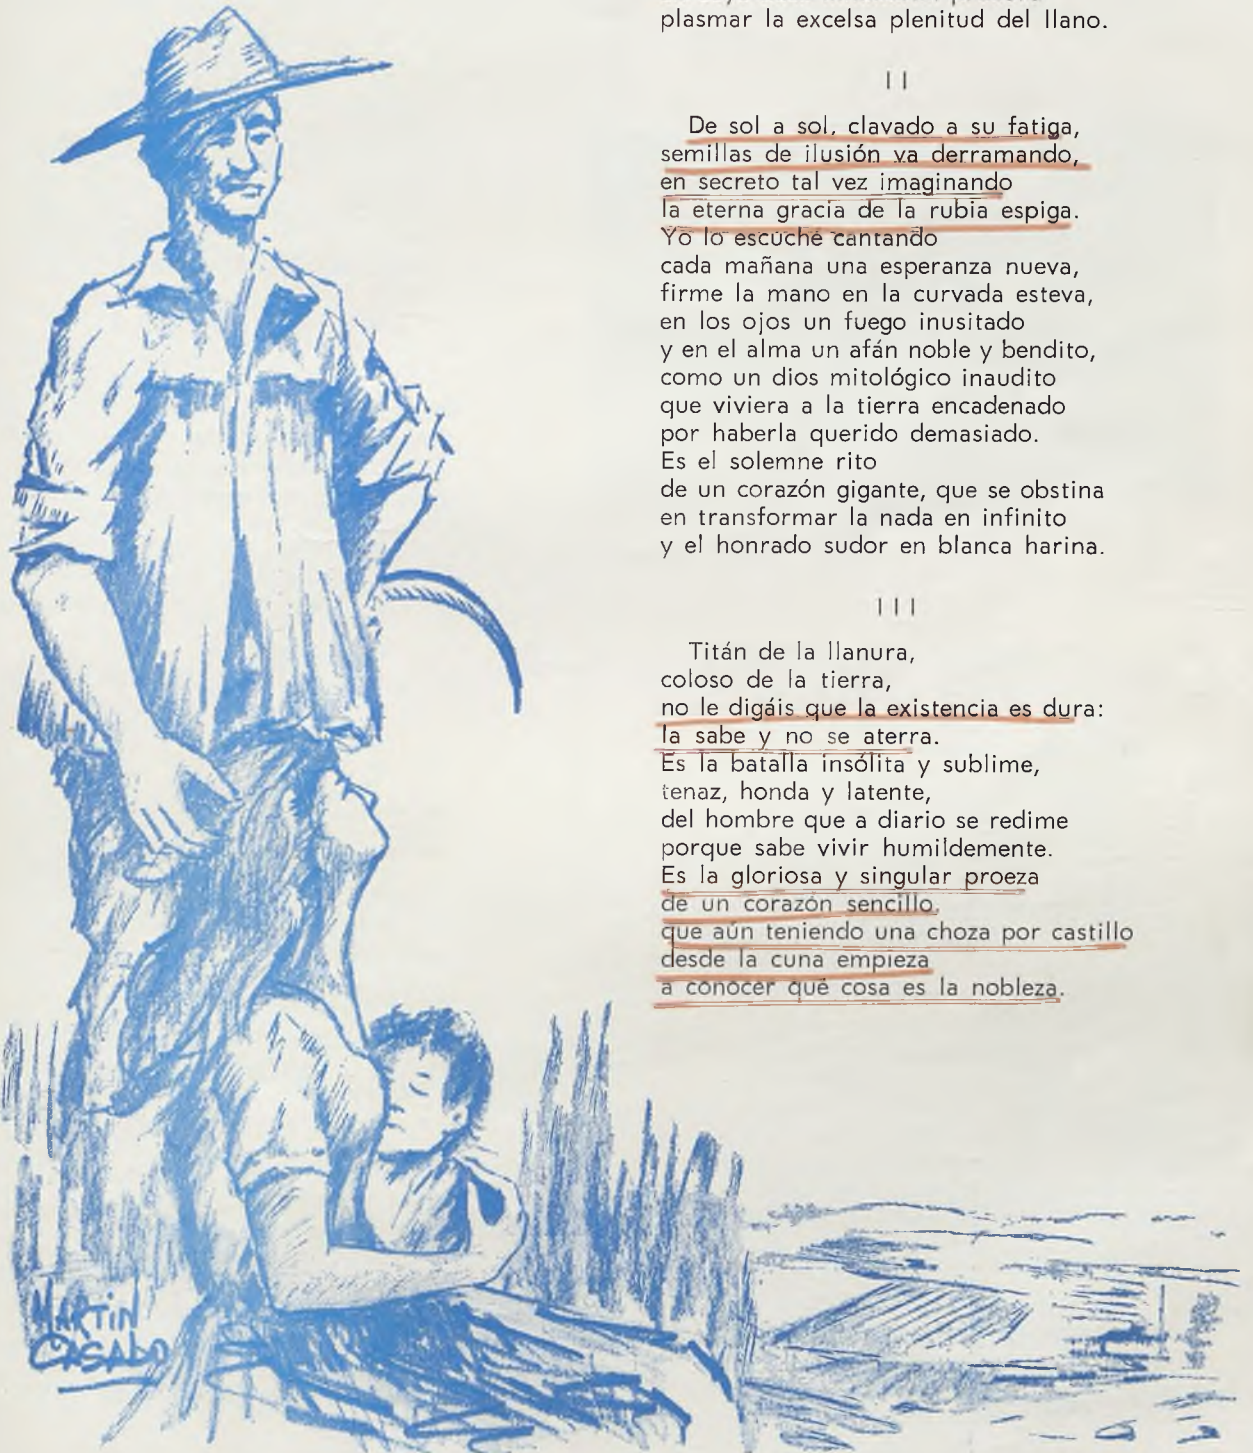 plasmar la excelsa plenitud del llano.
II
De sol a sol, clavado a su fatiga,
semillas de ilusión va derramando,
en secreto tal vez imaginando
la eterna gracia de la rubia espiga.
Yo lo escuché cantando
cada mañana una esperanza nueva,
firme la mano en la curvada esteva,
en los ojos un fuego inusitado
y en el alma un afán noble y bendito,
como un dios mitológico inaudito
que viviera a la tierra encadenado
por haberla querido demasiado.
Es el solemne rito
de un corazón gigante, que se obstina
en transformar la nada en infinito
y el honrado sudor en blanca harina.
III
Titán de la llanura,
coloso de la tierra,
no le digáis que la existencia es dura:
la sabe y no se aterra.
Es la batalla insólita y sublime,
tenaz, honda y latente,
del hombre que a diario se redime
porque sabe vivir humildemente.
Es la gloriosa y singular proeza
de un corazón sencillo,
que aún teniendo una choza por castillo
desde la cuna empieza
a conocer qué cosa es la nobleza.
MARTIN
CASADO